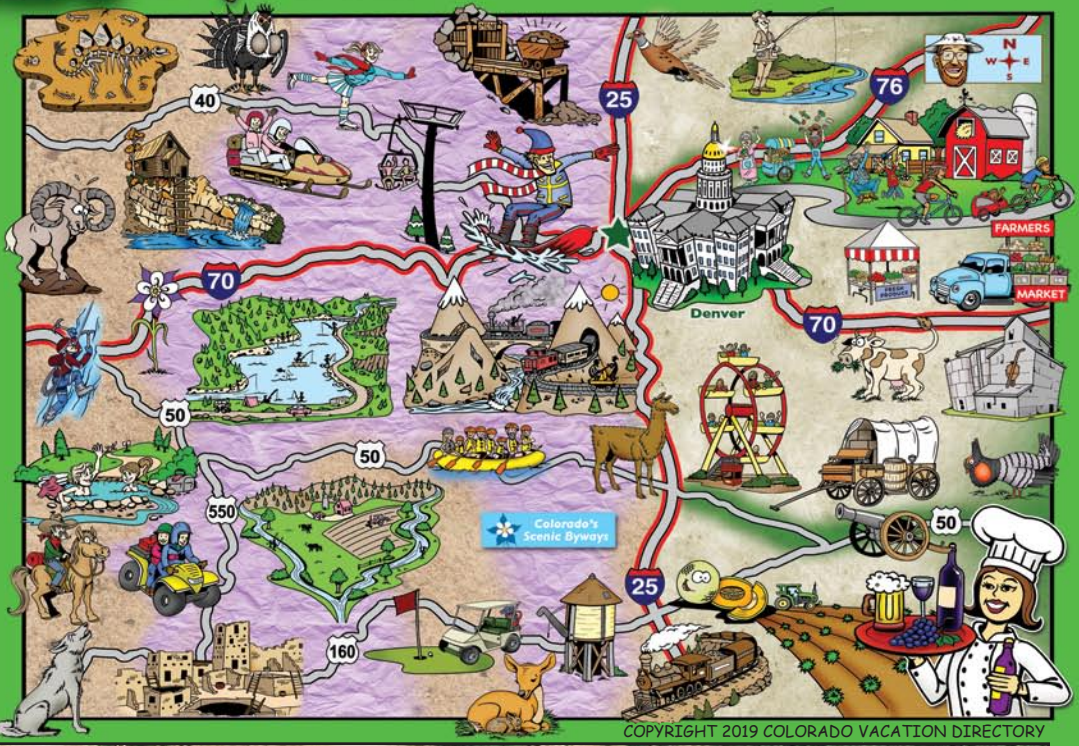 N
W E
S
40
25
76
FARMERS
FRESH
PRODUCE
MARKET
70
Denver
70
50
50
550
50
Colorado's
Scenic Byways
25
160
COPYRIGHT 2019 COLORADO VACATION DIRECTORY